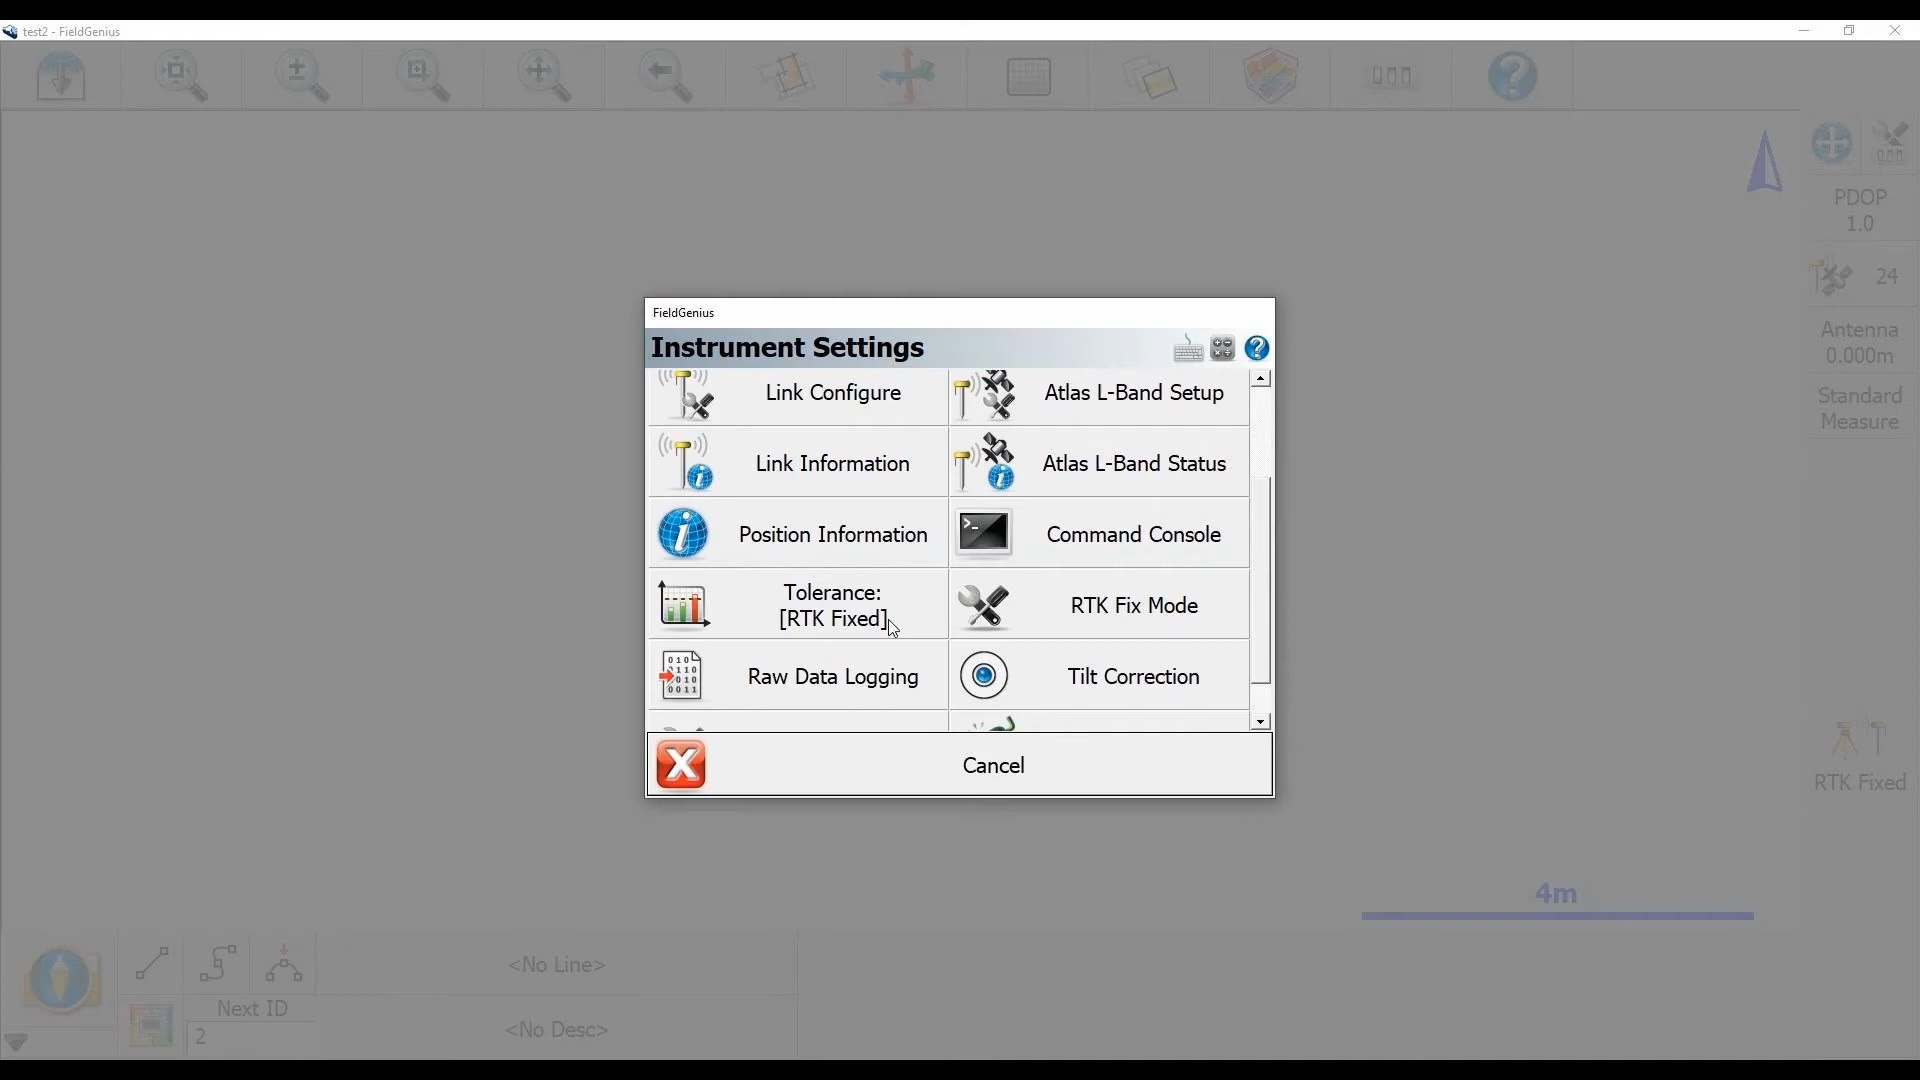 test2 - FieldGenius
PDOP
1.0
24
Antenna
0.000m
Standard
Measure
FieldGenius
Instrument Settings
Link Configure
Atlas L-Band Setup
Link Information
Atlas L-Band Status
Position Information
Command Console
Tolerance:
[RTK Fixed]
RTK Fix Mode
Raw Data Logging
Tilt Correction
Cancel
RTK Fixed
4m
<No Line>
Next ID
2
<No Desc>